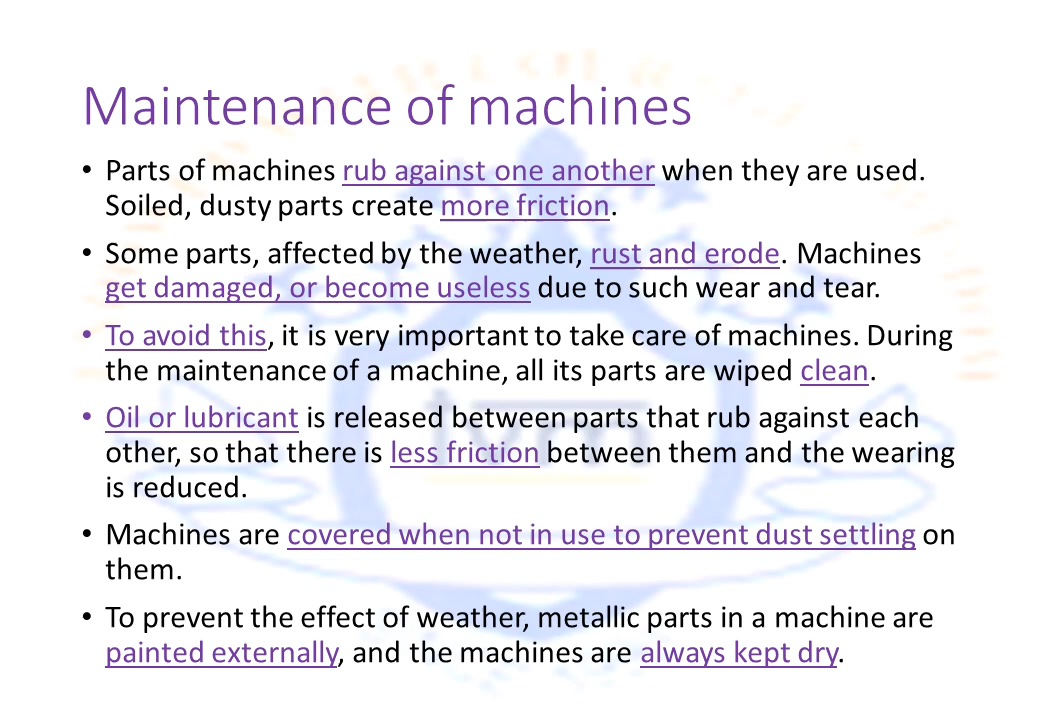 Maintenance of machines
• Parts of machines rub against one another when they are used.
Soiled, dusty parts create more friction.
• Some parts, affected by the weather, rust and erode. Machines
get damaged, or become useless due to such wear and tear.
• To avoid this, it is very important to take care of machines. During
the maintenance of a machine, all its parts are wiped clean.
• Oil or lubricant is released between parts that rub against each
other, so that there is less friction between them and the wearing
is reduced.
• Machines are covered when not in use to prevent dust settling on
them.
• To prevent the effect of weather, metallic parts in a machine are
painted externally, and the machines are always kept dry.